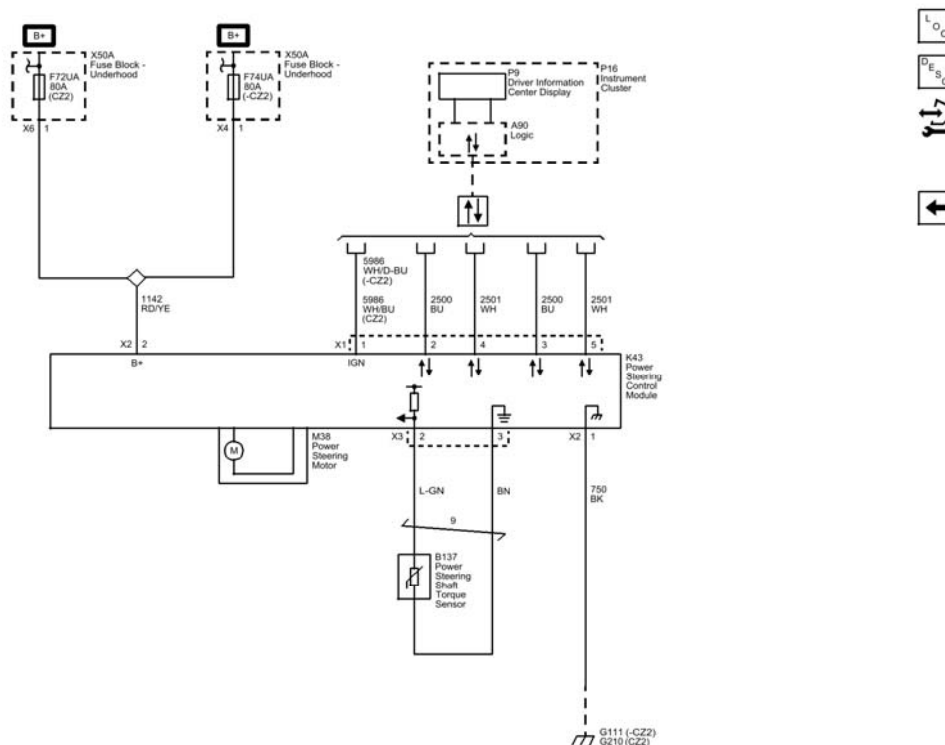 B+
B+
X50A
Fuse Block -
Underhood
X50A
Fuse Block -
Underhood
F72UA
80A
(CZ2)
F74UA
80A
(-CZ2)
X6 1
X4 1
P9
Driver Information
Center Display
P16
Instrument
Cluster
A90
Logic
L
O
C
D
E
S
C
5986
WH/D-BU
(-CZ2)
5986
WH/BU
(CZ2)
2500
BU
2501
WH
2500
BU
2501
WH
1142
RD/YE
X2 2
X1 1 2 4 3 5
B+
IGN
K43
Power
Steering
Control
Module
M
M38
Power
Steering
Motor
X3 2 3
X2 1
L-GN
BN
750
BK
9
B137
Power
Steering
Shaft
Torque
Sensor
G111 (-CZ2)
G210 (CZ2)